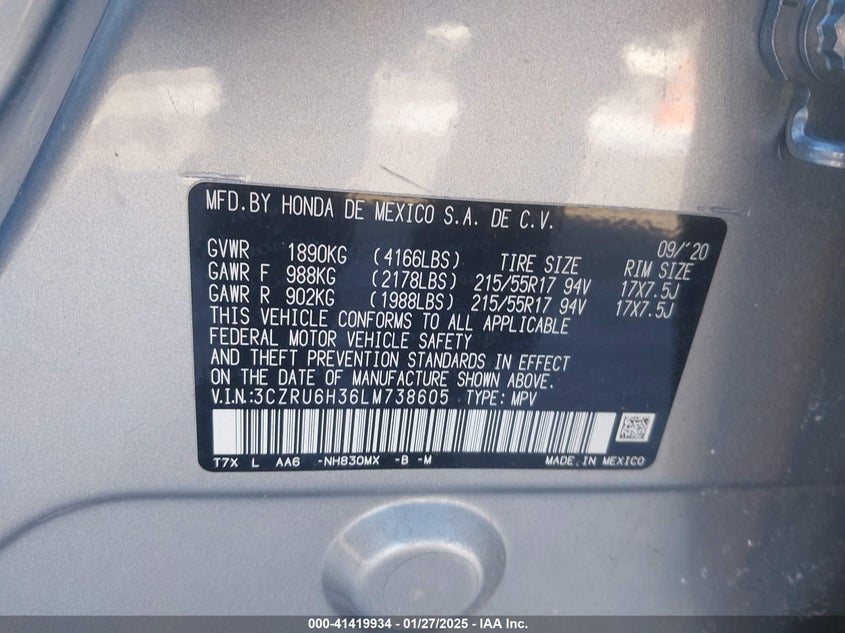 MFD.BY HONDA DE MEXICO S.A. DE C.V.
09/'20
GVWR 1890KG (4166LBS) TIRE SIZE RIM SIZE
GAWR F 988KG (2178LBS) 215/55R17 94V 17X7.5J
GAWR R 902KG (1988LBS) 215/55R17 94V 17X7.5J
THIS VEHICLE CONFORMS TO ALL APPLICABLE
FEDERAL MOTOR VEHICLE SAFETY
AND THEFT PREVENTION STANDARDS IN EFFECT
ON THE DATE OF MANUFACTURE SHOWN ABOVE.
V.I.N:3CZRU6H36LM738605 TYPE: MPV
T7X L AA6 -NH830MX -B -M MADE IN MEXICO
000-41419934 - 01/27/2025 - © IAA Inc.